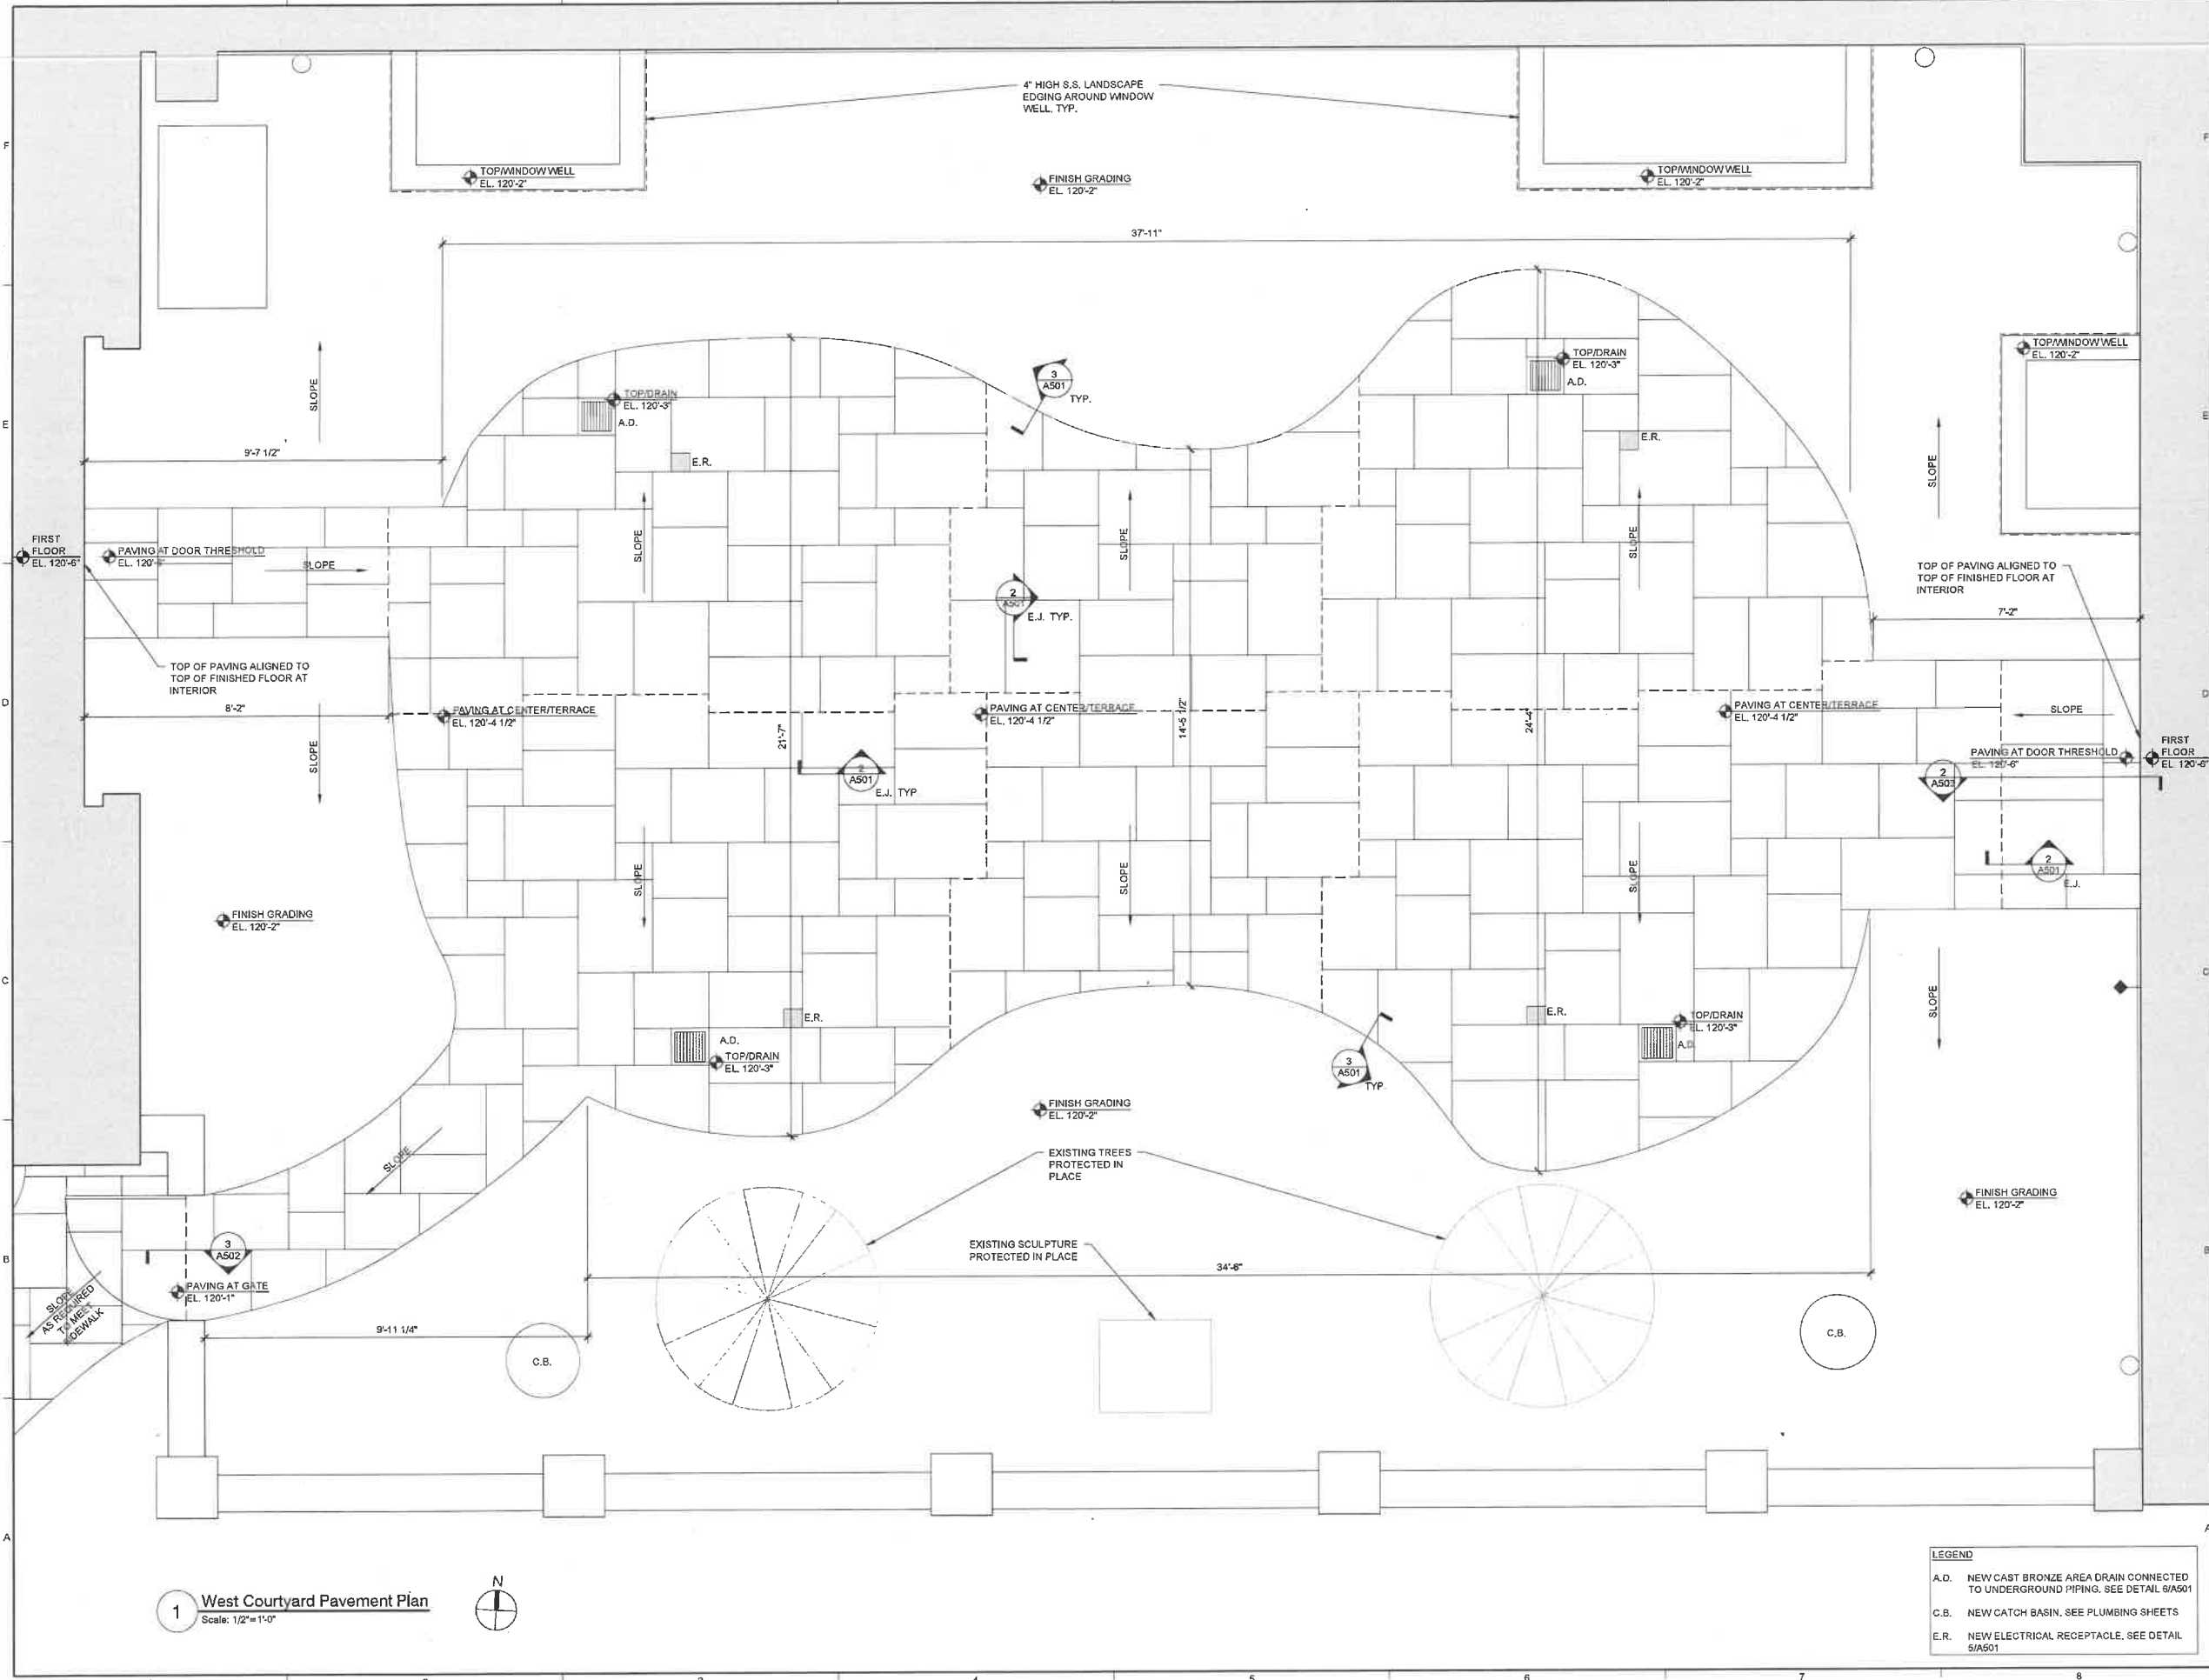 4" HIGH S.S. LANDSCAPE
EDGING AROUND WINDOW
WELL. TYP.
F
F
TOP/WINDOW WELL
EL. 120'-2"
FINISH GRADING
EL. 120'-2"
TOP/WINDOW WELL
EL. 120'-2"
37'-11"
TOP/WINDOW WELL
EL. 120'-2"
3
A501
TYP.
TOP/DRAIN
EL. 120'-3"
A.D.
TOP/DRAIN
EL. 120'-3"
A.D.
SLOPE
E
E
E.R.
E.R.
9'-7 1/2"
SLOPE
SLOPE
SLOPE
SLOPE
FIRST
FLOOR
EL. 120'-6"
PAVING AT DOOR THRESHOLD
EL. 120'-
SLOPE
TOP OF PAVING ALIGNED TO
TOP OF FINISHED FLOOR AT
INTERIOR
2
A501
E.J. TYP.
7'-2"
TOP OF PAVING ALIGNED TO
TOP OF FINISHED FLOOR AT
INTERIOR
D
D
8'-2"
PAVING AT CENTER/TERRACE
EL. 120'-4 1/2"
PAVING AT CENTER/TERRACE
EL. 120'-4 1/2"
PAVING AT CENTER/TERRACE
EL. 120'-4 1/2"
SLOPE
21'-7"
14'-5 1/2"
24'-4"
SLOPE
FIRST
FLOOR
EL. 120'-6"
PAVING AT DOOR THRESHOLD
EL. 120'-6"
2
A501
E.J. TYP
2
A503
2
A501
E.J.
SLOPE
SLOPE
SLOPE
FINISH GRADING
EL. 120'-2"
C
C
SLOPE
E.R.
E.R.
TOP/DRAIN
EL. 120'-3"
A.D.
A.D.
TOP/DRAIN
EL. 120'-3"
3
A501
TYP
FINISH GRADING
EL. 120'-2"
SLOPE
EXISTING TREES
PROTECTED IN
PLACE
FINISH GRADING
EL. 120'-2"
3
A502
EXISTING SCULPTURE
PROTECTED IN PLACE
B
B
34'-6"
PAVING AT GATE
EL. 120'-1"
SLOPE
AS REQUIRED
TO MEET
SIDEWALK
9'-11 1/4"
C.B.
C.B.
A
A
1
West Courtyard Pavement Plan
Scale: 1/2"=1'-0"
N
LEGEND
A.D. NEW CAST BRONZE AREA DRAIN CONNECTED
TO UNDERGROUND PIPING. SEE DETAIL 6/A501
C.B. NEW CATCH BASIN, SEE PLUMBING SHEETS
E.R. NEW ELECTRICAL RECEPTACLE, SEE DETAIL
5/A501
5
6
7
8